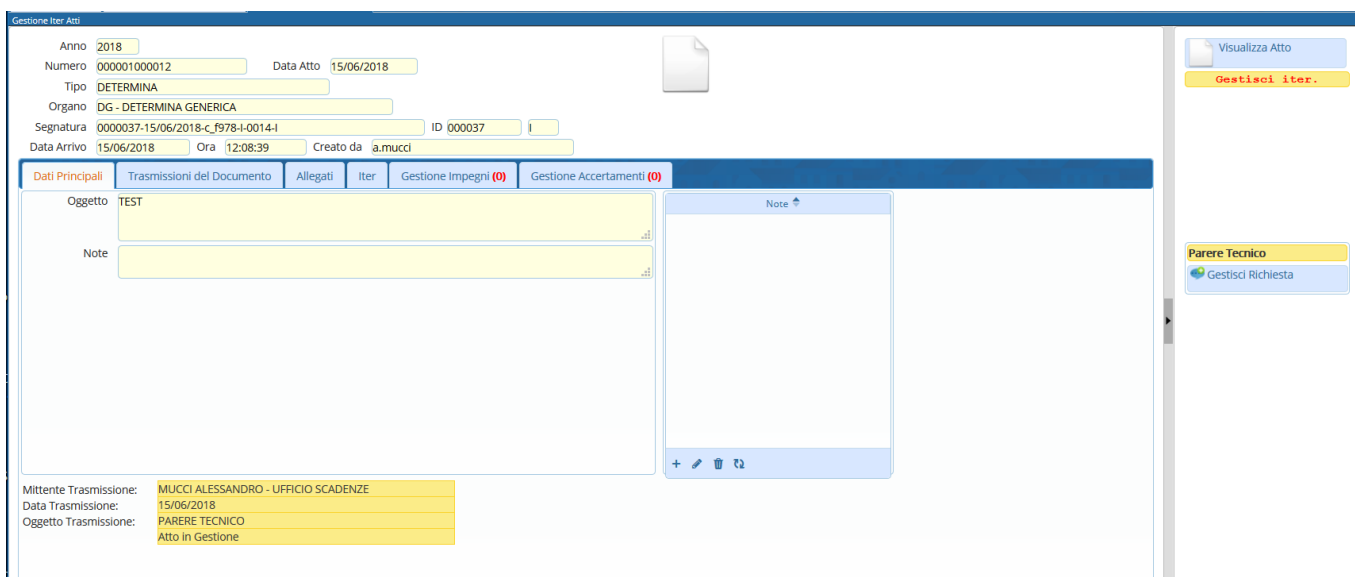 Gestione Iter Atti
Anno 2018
Visualizza Atto
Numero 000001000012 Data Atto 15/06/2018
Gestisci iter.
Tipo DETERMINA
Organo DG - DETERMINA GENERICA
Segnatura 0000037-15/06/2018-c_f978-I-0014-I ID 000037 I
Data Arrivo 15/06/2018 Ora 12:08:39 Creato da a.mucci
Dati Principali Trasmissioni del Documento Allegati Iter Gestione Impegni (0) Gestione Accertamenti (0)
Oggetto TEST
Note
Note
Parere Tecnico
Gestisci Richiesta
Mittente Trasmissione: MUCCI ALESSANDRO - UFFICIO SCADENZE
Data Trasmissione: 15/06/2018
Oggetto Trasmissione: PARERE TECNICO
Atto in Gestione